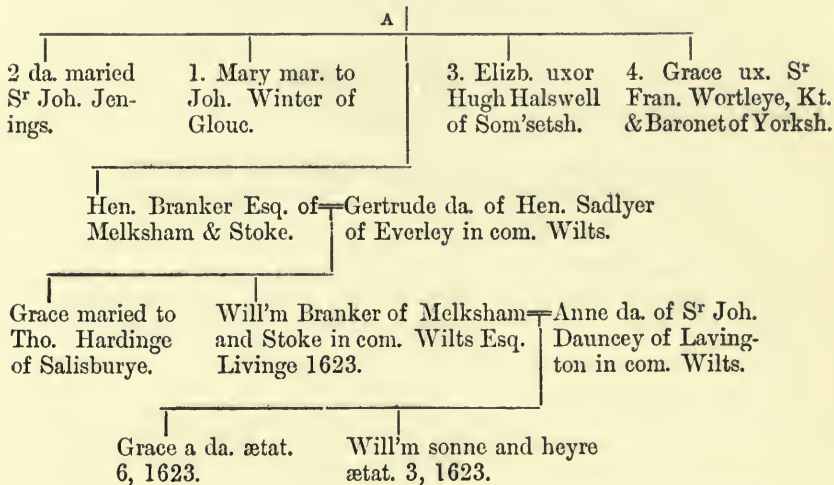 A
2 da. maried
Sr Joh. Jen-
ings.
1. Mary mar. to
Joh. Winter of
Glouc.
3. Elizb. uxor
Hugh Halswell
of Som'setsh.
4. Grace ux. Sr
Fran. Wortleye, Kt.
& Baronet of Yorksh.
Hen. Branker Esq. of
Melksham & Stoke.
Gertrude da. of Hen. Sadlyer
of Everley in com. Wilts.
Grace maried to
Tho. Hardinge
of Salisburye.
Will'm Branker of Melksham
and Stoke in com. Wilts Esq.
Livinge 1623.
Anne da. of Sr Joh.
Dauncey of Laving-
ton in com. Wilts.
Grace a da. ætat.
6, 1623.
Will'm sonne and heyre
ætat. 3, 1623.